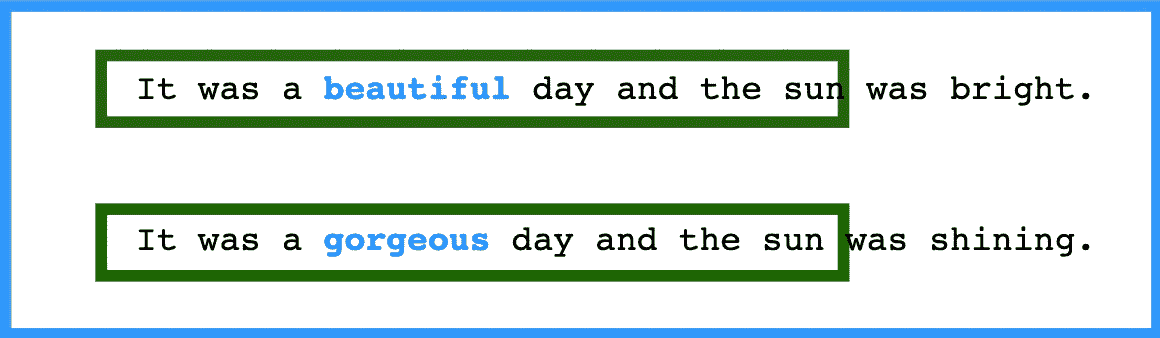 It was a beautiful day and the sun was bright.
It was a gorgeous day and the sun was shining.